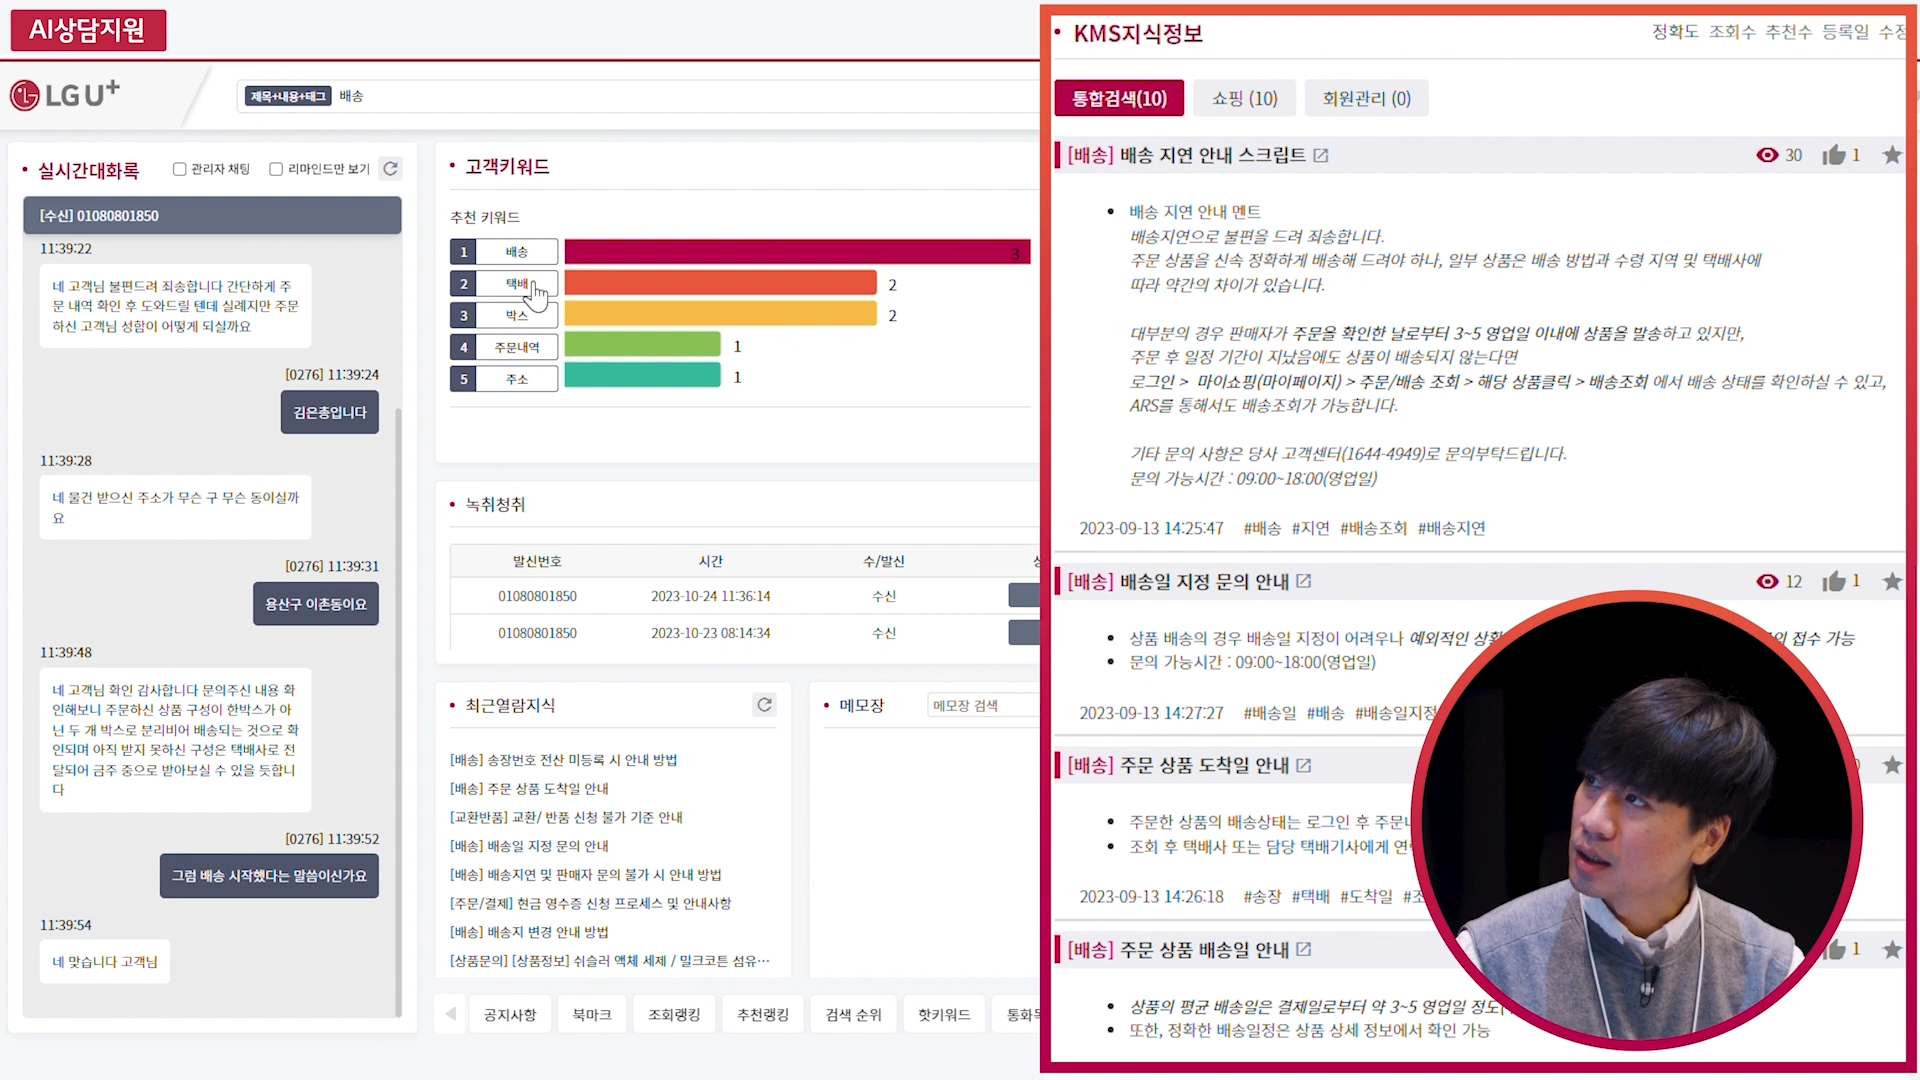 AI상담지원
LG U+
제목+내용+태그 배송
실시간대화록
관리자 채팅
리마인드만 보기
[수신] 01080801850
11:39:22
네 고객님 불편드려 죄송합니다 간단하게 주
문 내역 확인 후 도와드릴 텐데 실례지만 주문
하신 고객님 성함이 어떻게 되실까요
[0276] 11:39:24
김은총입니다
11:39:28
네 물건 받으신 주소가 무슨 구 무슨 동이실까
요
[0276] 11:39:31
용산구 이촌동이요
11:39:48
네 고객님 확인 감사합니다 문의주신 내용 확
인해보니 주문하신 상품 구성이 한박스가 아
닌 두 개 박스로 분리비어 배송되는 것으로 확
인되며 아직 받지 못하신 구성은 택배사로 전
달되어 금주 중으로 받아보실 수 있을 듯합니
다
[0276] 11:39:52
그럼 배송 시작했다는 말씀이신가요
11:39:54
네 맞습니다 고객님
고객키워드
추천 키워드
1 배송 3
2 택배 2
3 박스 2
4 주문내역 1
5 주소 1
녹취청취
발신번호 시간 수/발신
01080801850 2023-10-24 11:36:14 수신
01080801850 2023-10-23 08:14:34 수신
최근열람지식
[배송] 송장번호 전산 미등록 시 안내 방법
[배송] 주문 상품 도착일 안내
[교환반품] 교환/ 반품 신청 불가 기준 안내
[배송] 배송일 지정 문의 안내
[배송] 배송지연 및 판매자 문의 불가 시 안내 방법
[주문/결제] 현금 영수증 신청 프로세스 및 안내사항
[배송] 배송지 변경 안내 방법
[상품문의] [상품정보] 쉬슬러 액체 세제 / 밀크코튼 섬유…
메모장
메모장 검색
공지사항
북마크
조회랭킹
추천랭킹
검색 순위
핫키워드
KMS지식정보
정확도 조회수 추천수 등록일
통합검색(10)
쇼핑 (10)
회원관리 (0)
[배송] 배송 지연 안내 스크립트 30 1
배송 지연 안내 멘트
배송지연으로 불편을 드려 죄송합니다.
주문 상품을 신속 정확하게 배송해 드려야 하나, 일부 상품은 배송 방법과 수령 지역 및 택배사에
따라 약간의 차이가 있습니다.
대부분의 경우 판매자가 주문을 확인한 날로부터 3~5 영업일 이내에 상품을 발송하고 있지만,
주문 후 일정 기간이 지났음에도 상품이 배송되지 않는다면
로그인 > 마이쇼핑(마이페이지) > 주문/배송 조회 > 해당 상품클릭 > 배송조회 에서 배송 상태를 확인하실 수 있고,
ARS를 통해서도 배송조회가 가능합니다.
기타 문의 사항은 당사 고객센터(1644-4949)로 문의부탁드립니다.
문의 가능시간 : 09:00~18:00(영업일)
2023-09-13 14:25:47 #배송 #지연 #배송조회 #배송지연
[배송] 배송일 지정 문의 안내 12 1
상품 배송의 경우 배송일 지정이 어려우나 예외적인 접수 가능
문의 가능시간 : 09:00~18:00(영업일)
2023-09-13 14:27:27 #배송일 #배송 #배송일지정
[배송] 주문 상품 도착일 안내
주문한 상품의 배송상태는 로그인 후
조회 후 택배사 또는 담당 택배기사에게
2023-09-13 14:26:18 #송장 #택배 #도착일
[배송] 주문 상품 배송일 안내 1
상품의 평균 배송일은 결제일로부터 약 3~5 영업일 정도
또한, 정확한 배송일정은 상품 상세 정보에서 확인 가능